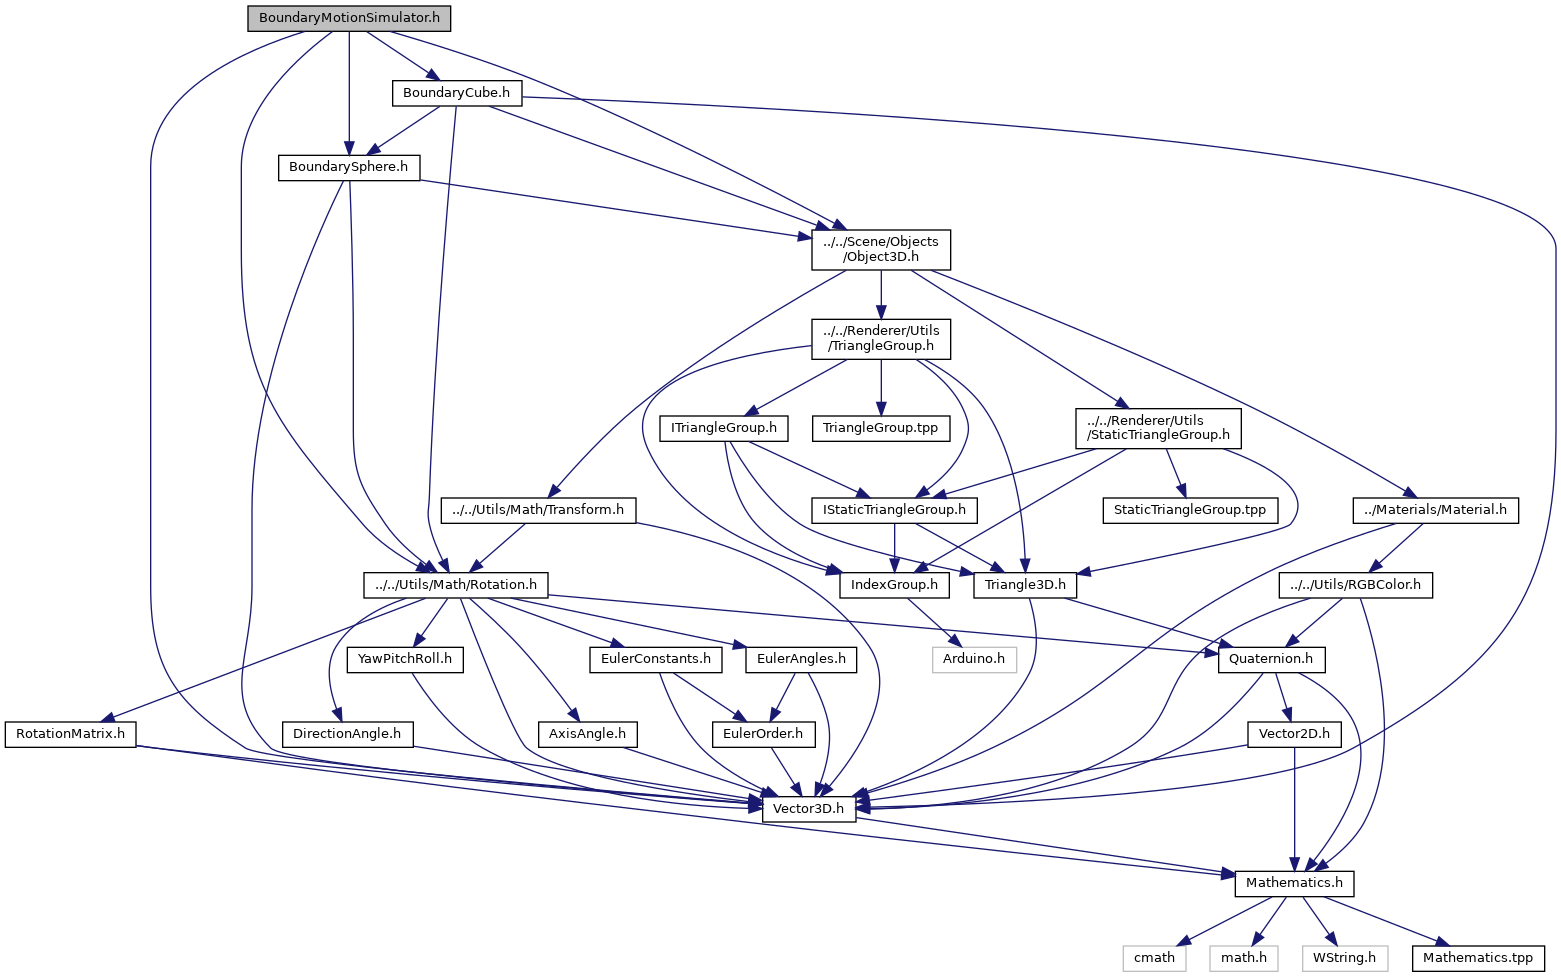 BoundaryMotionSimulator.h
BoundaryCube.h
BoundarySphere.h
../../Scene/Objects
/Object3D.h
../../Renderer/Utils
/TriangleGroup.h
ITriangleGroup.h
TriangleGroup.tpp
../../Renderer/Utils
/StaticTriangleGroup.h
../../Utils/Math/Transform.h
IStaticTriangleGroup.h
StaticTriangleGroup.tpp
../Materials/Material.h
../../Utils/Math/Rotation.h
IndexGroup.h
Triangle3D.h
../../Utils/RGBColor.h
YawPitchRoll.h
EulerConstants.h
EulerAngles.h
Arduino.h
Quaternion.h
RotationMatrix.h
DirectionAngle.h
AxisAngle.h
EulerOrder.h
Vector2D.h
Vector3D.h
Mathematics.h
cmath
math.h
WString.h
Mathematics.tpp